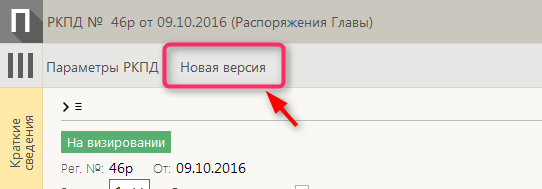 П РКПД № 46р от 09.10.2016 (Распоряжения Главы)
Параметры РКПД Новая версия
Краткие
сведения
На визировании
Рег. №: 46р От: 09.10.2016